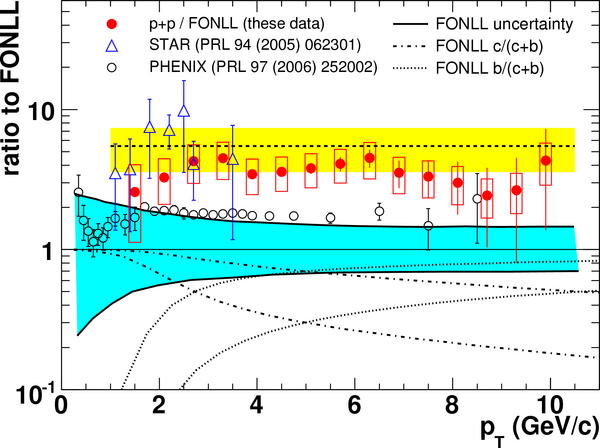 ratio to FONLL
p+p / FONLL (these data)
STAR (PRL 94 (2005) 062301)
PHENIX (PRL 97 (2006) 252002)
FONLL uncertainty
FONLL c/(c+b)
FONLL b/(c+b)
10
1
10-1
0 2 4 6 8 10
pT (GeV/c)